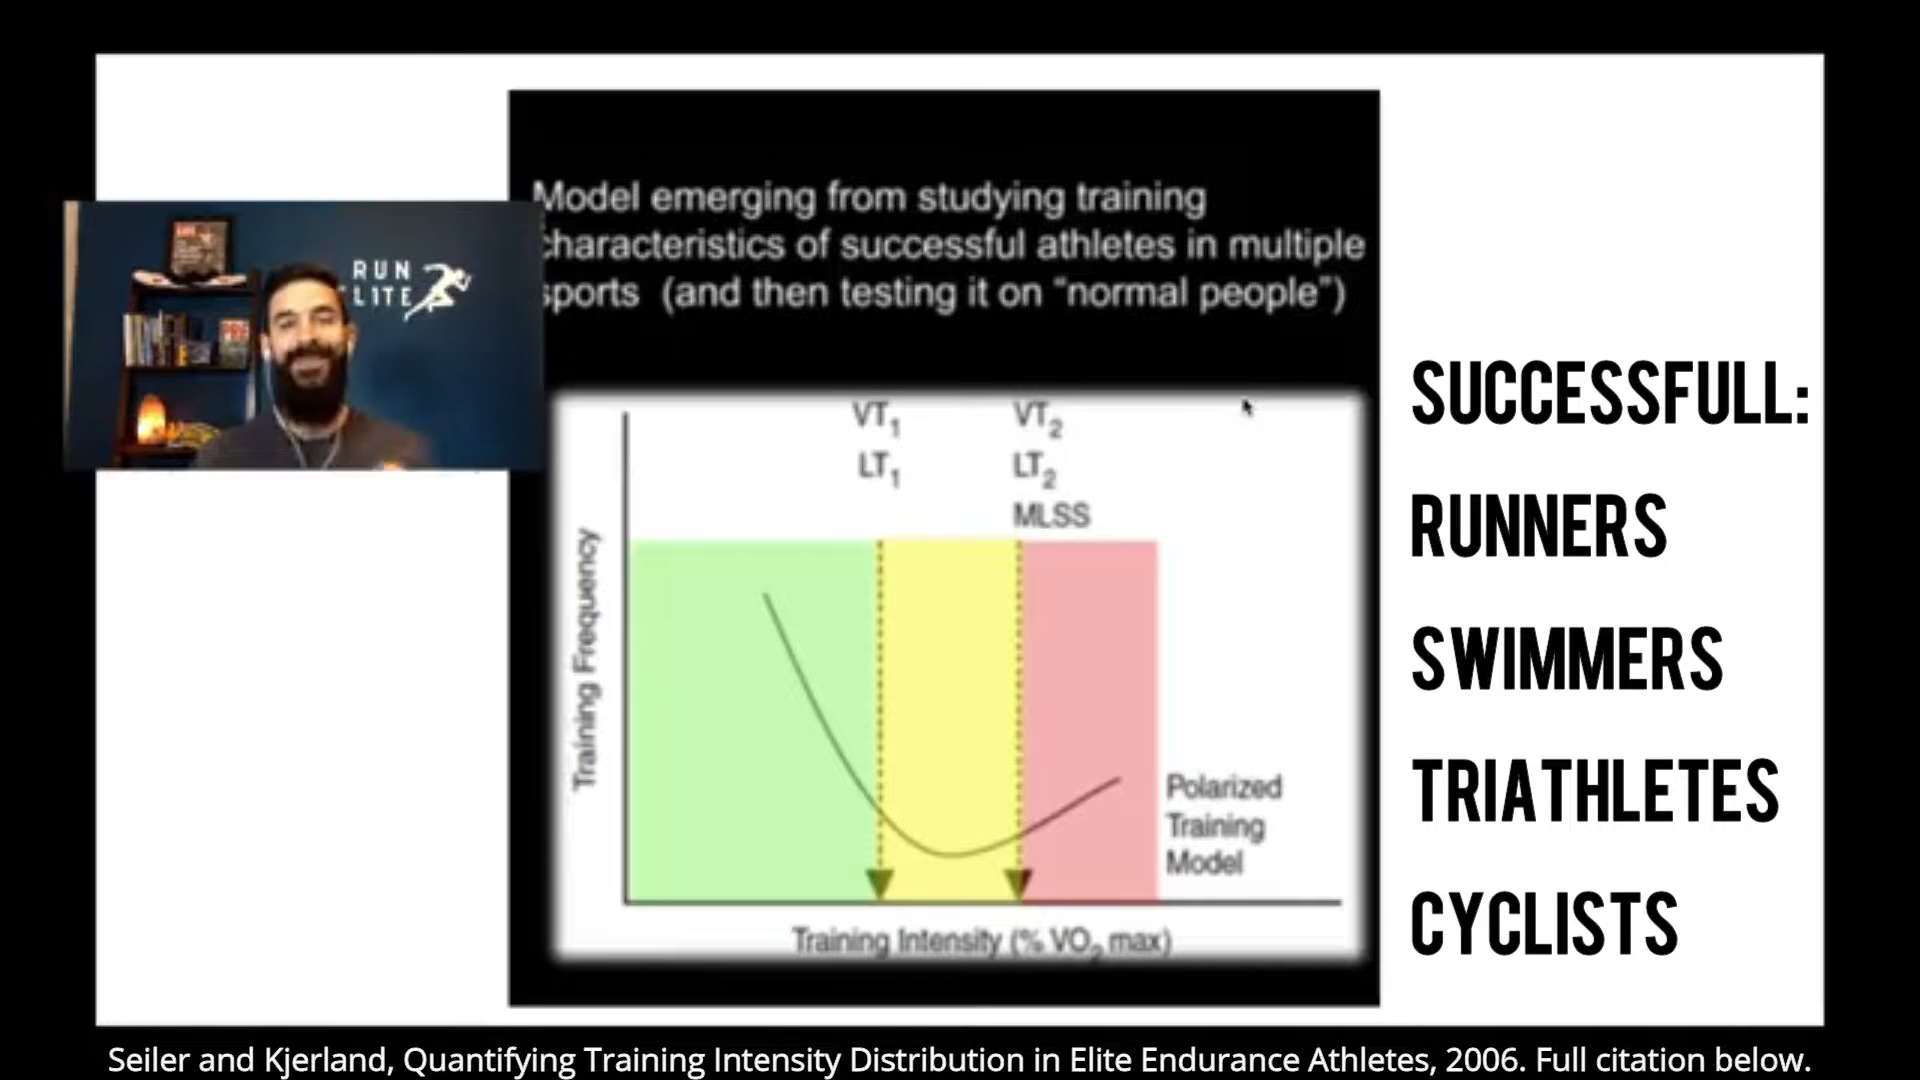 Model emerging from studying training
characteristics of successful athletes in multiple
sports (and then testing it on “normal people”)
RUN
ELITE
PRE
VT1
LT1
VT2
LT2
MLSS
Training Frequency
Polarized
Training
Model
Training Intensity (% VO2 max)
SUCCESSFULL:
RUNNERS
SWIMMERS
TRIATHLETES
CYCLISTS
Seiler and Kjerland, Quantifying Training Intensity Distribution in Elite Endurance Athletes, 2006. Full citation below.